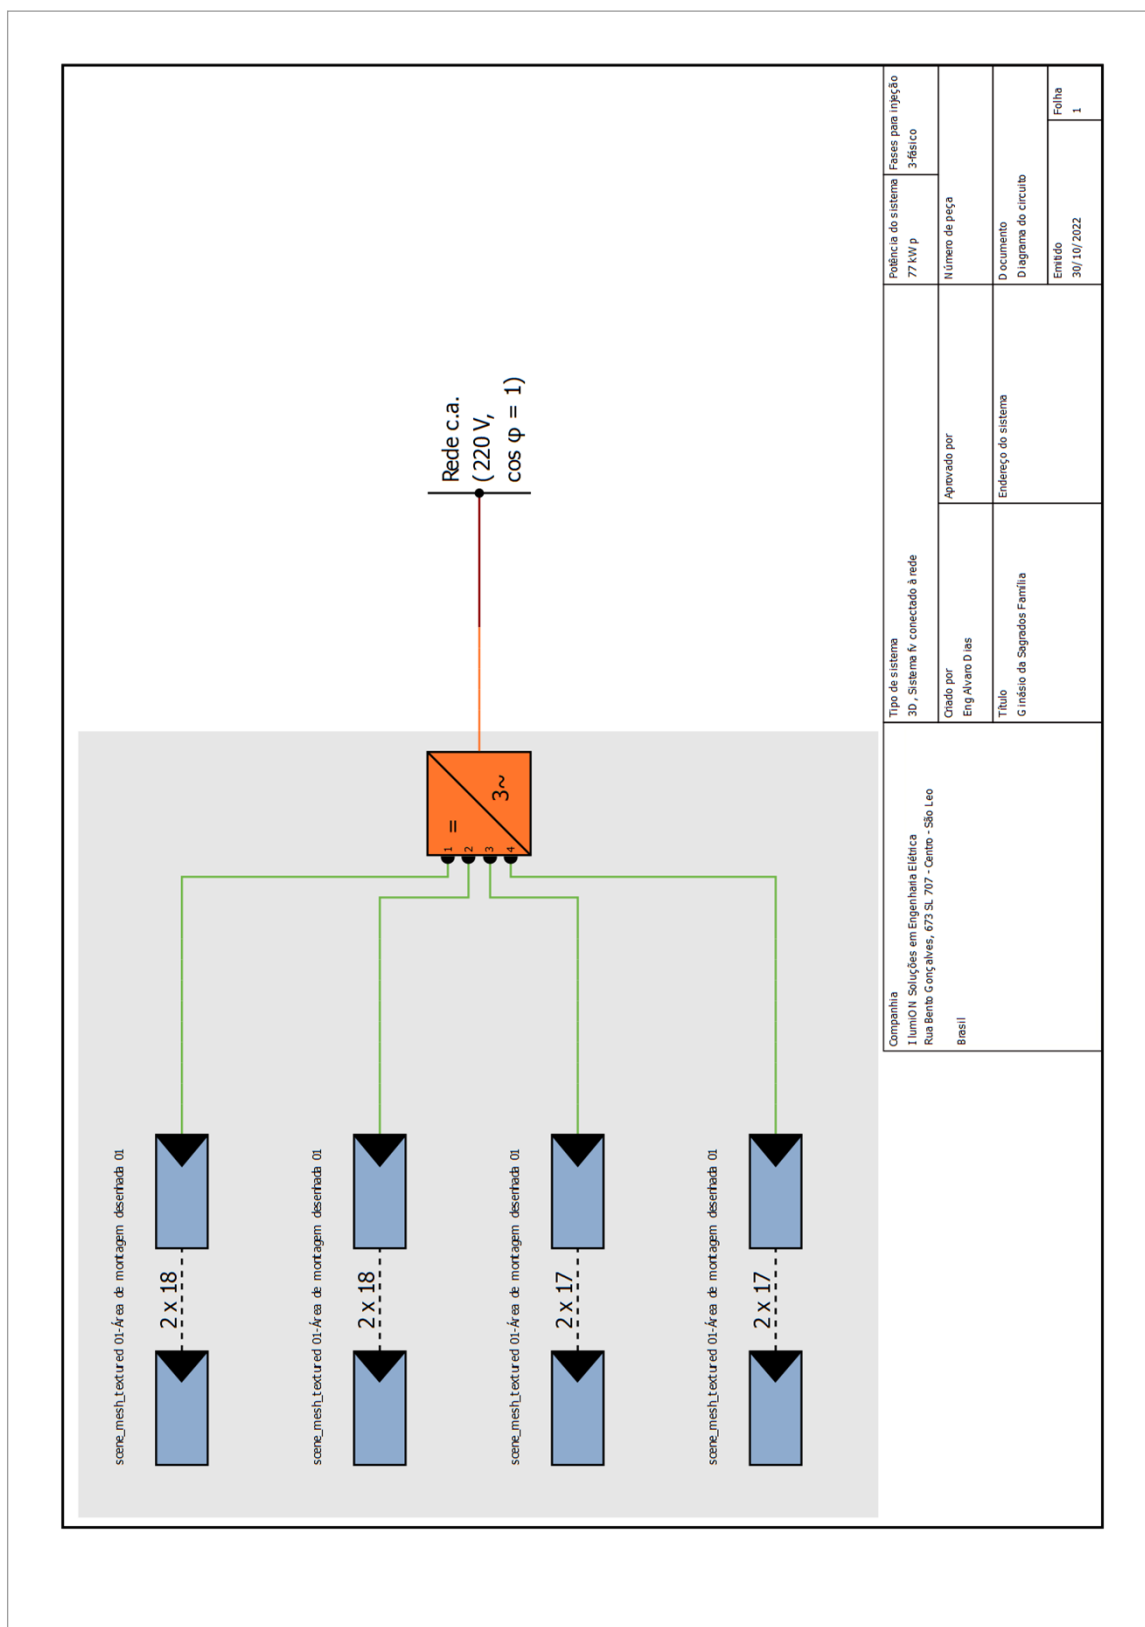 scene_mesh_textured 01-Área de montagem desenhada 01
2 x 18
scene_mesh_textured 01-Área de montagem desenhada 01
2 x 18
scene_mesh_textured 01-Área de montagem desenhada 01
2 x 17
scene_mesh_textured 01-Área de montagem desenhada 01
2 x 17
1
2
3
4
=
3~
Rede c.a.
(220 V,
cos φ = 1)
Companhia
IlumiON Soluções em Engenharia Elétrica
Rua Bento Gonçalves, 673 SL 707 - Centro - São Leo
Brasil
Tipo de sistema
3D, Sistema fv conectado à rede
Potência do sistema
77 kWp
Fases para injeção
3-fásico
Criado por
Eng Alvaro Dias
Aprovado por
Número de peça
Título
Ginásio da Sagrados Família
Endereço do sistema
Documento
Diagrama do circuito
Emitido
30/10/2022
Folha
1